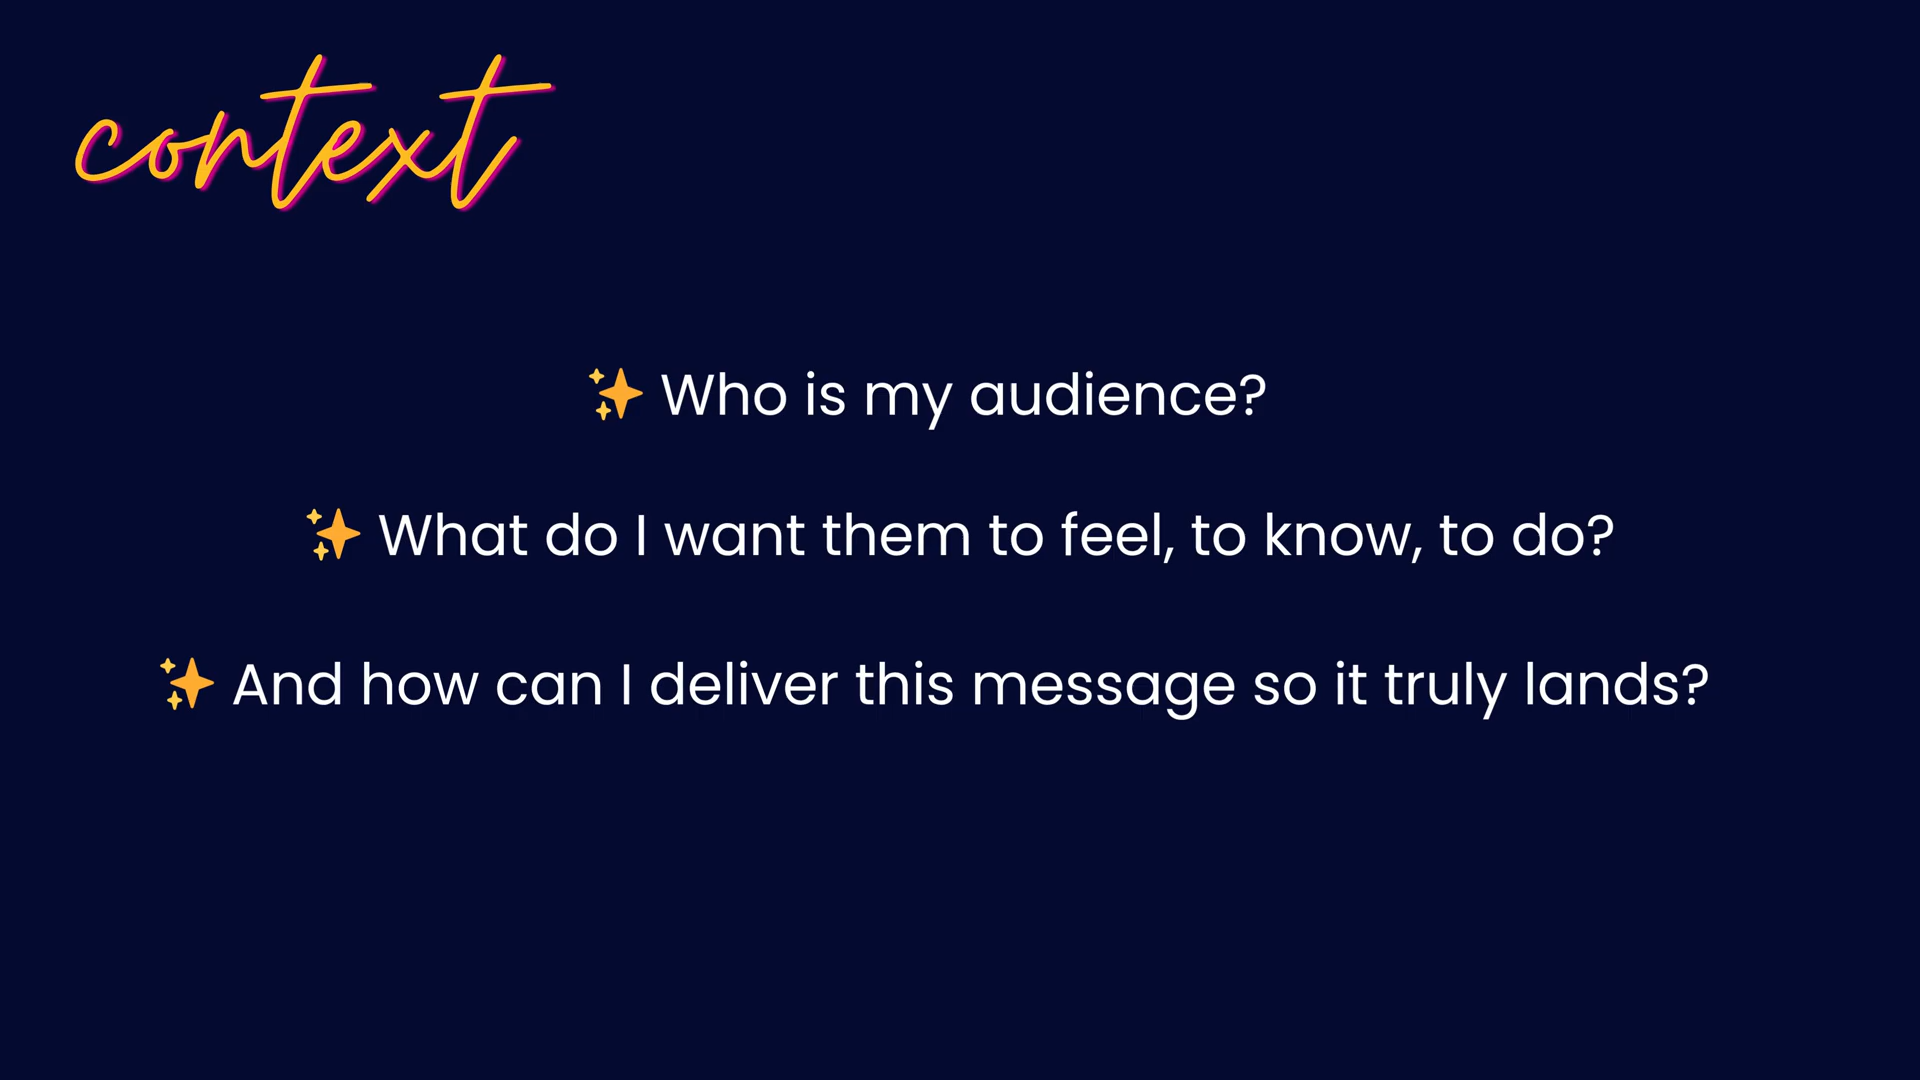 context
✨ Who is my audience?
✨ What do I want them to feel, to know, to do?
✨ And how can I deliver this message so it truly lands?